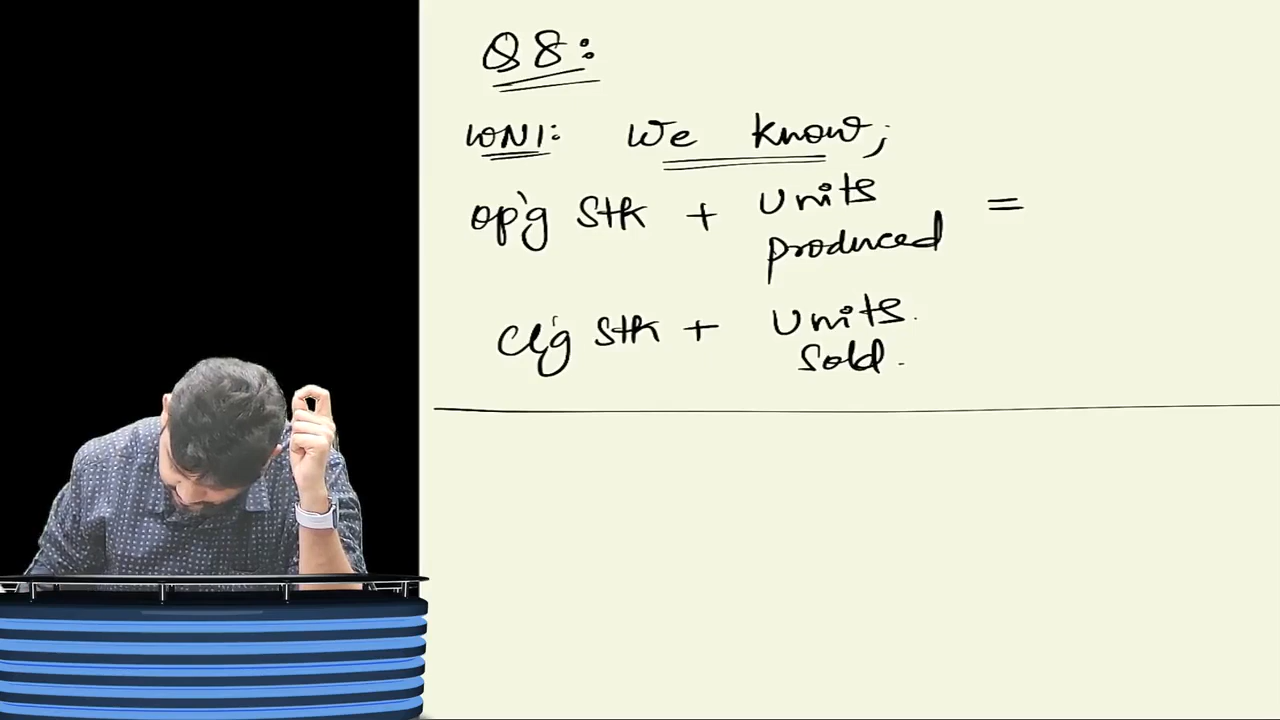 Q8:
WN1: We know;
op'g Stk + Units produced =
cl'g Stk + Units. Sold.